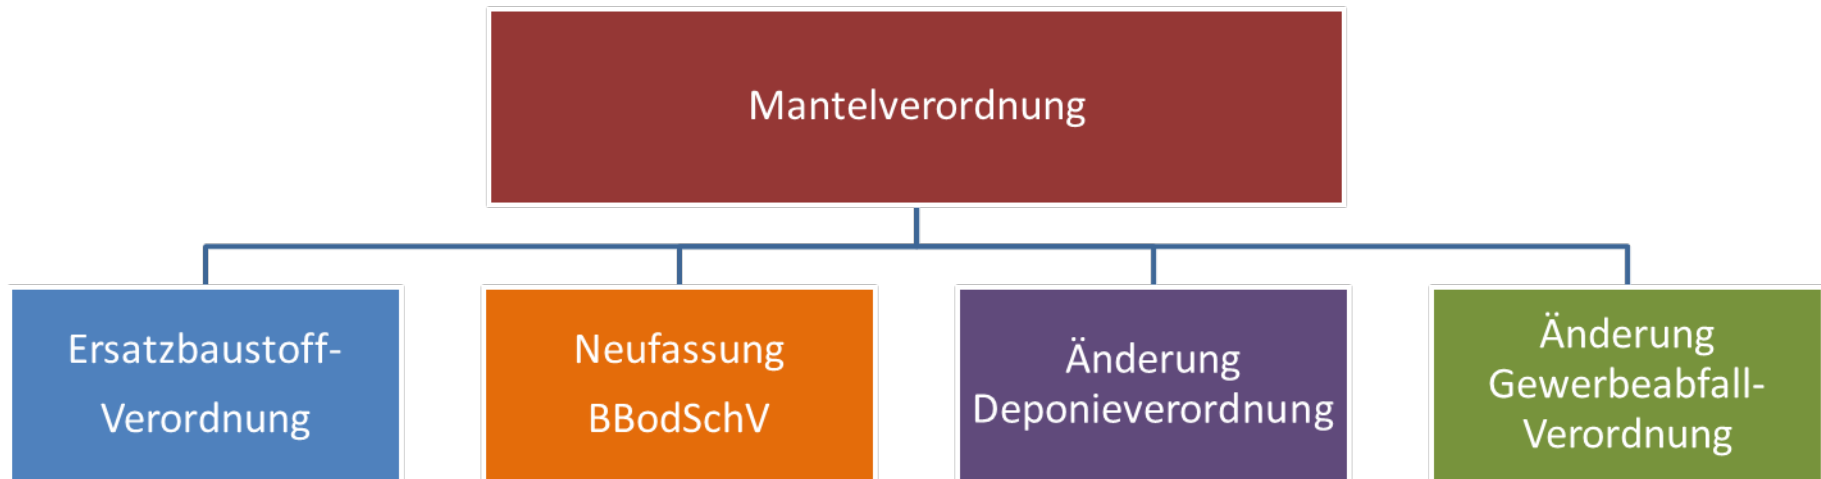 Mantelverordnung
Ersatzbaustoff-
Verordnung
Neufassung
BBodSchV
Änderung
Deponieverordnung
Änderung
Gewerbeabfall-
Verordnung